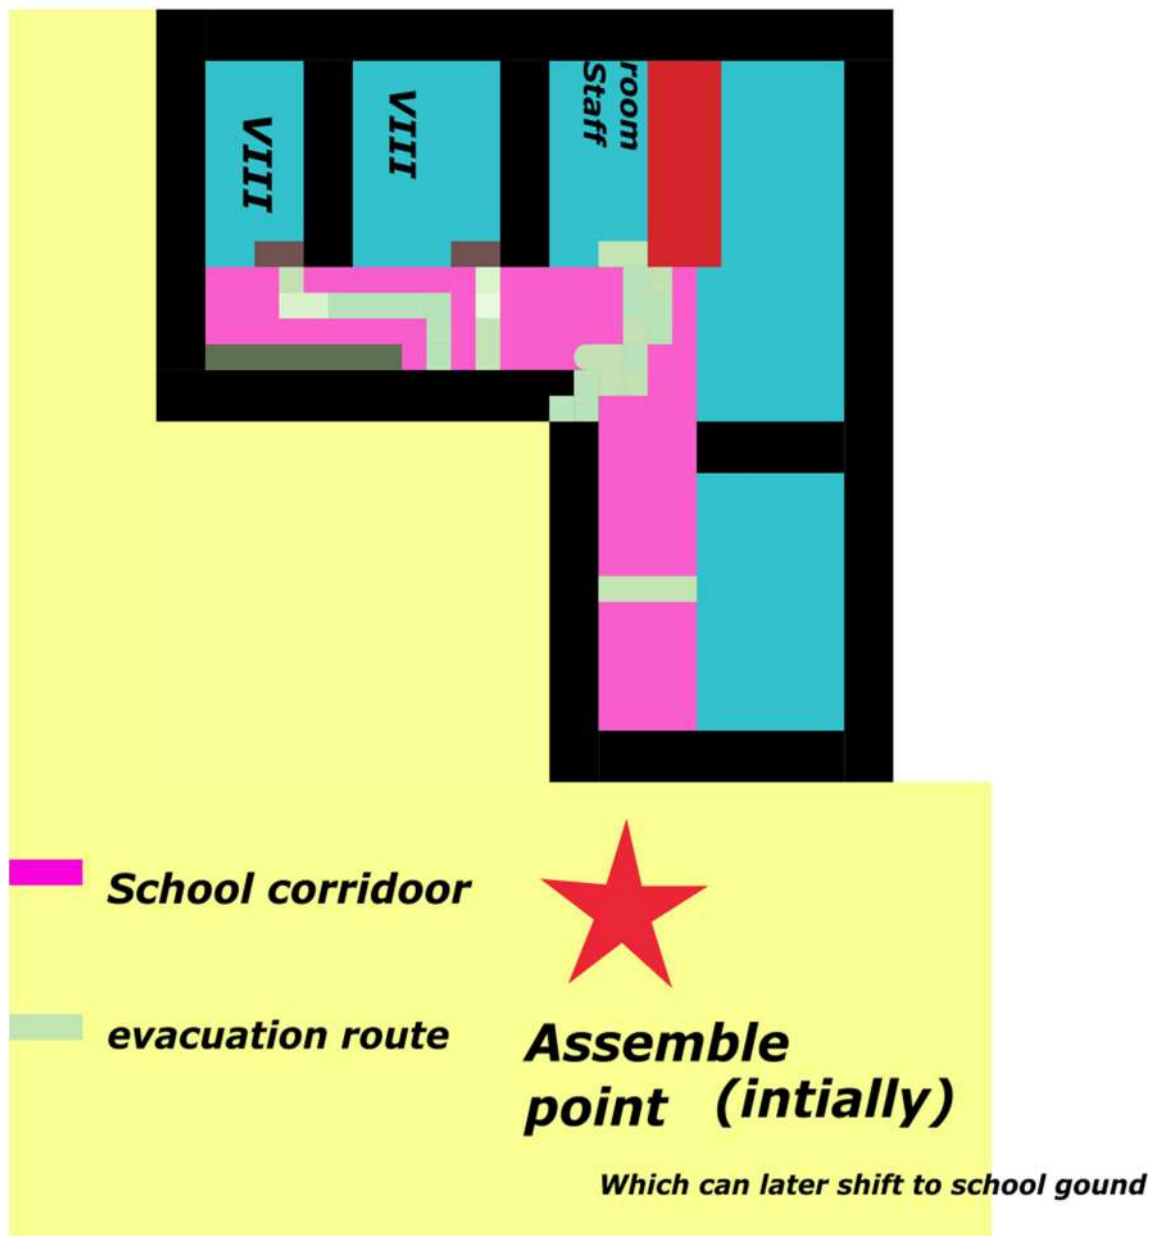 VIII
VIII
room
Staff
School corridoor
evacuation route
Assemble
point (intially)
Which can later shift to school gound